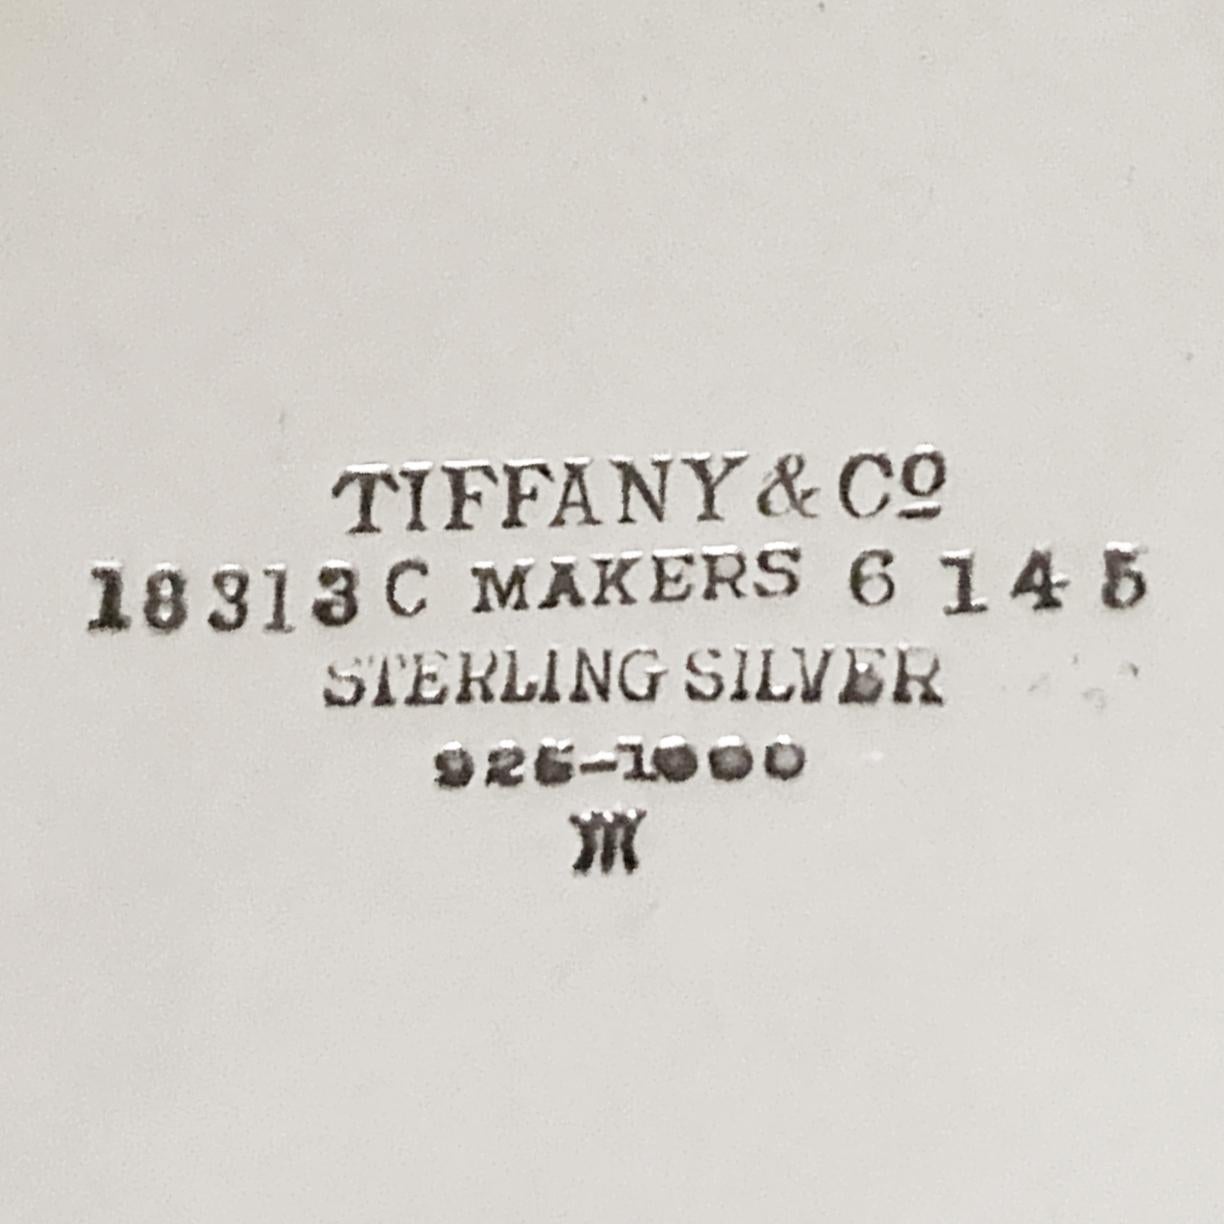 TIFFANY & Cº
18313C MAKERS 6145
STERLING SILVER
925-1000
M